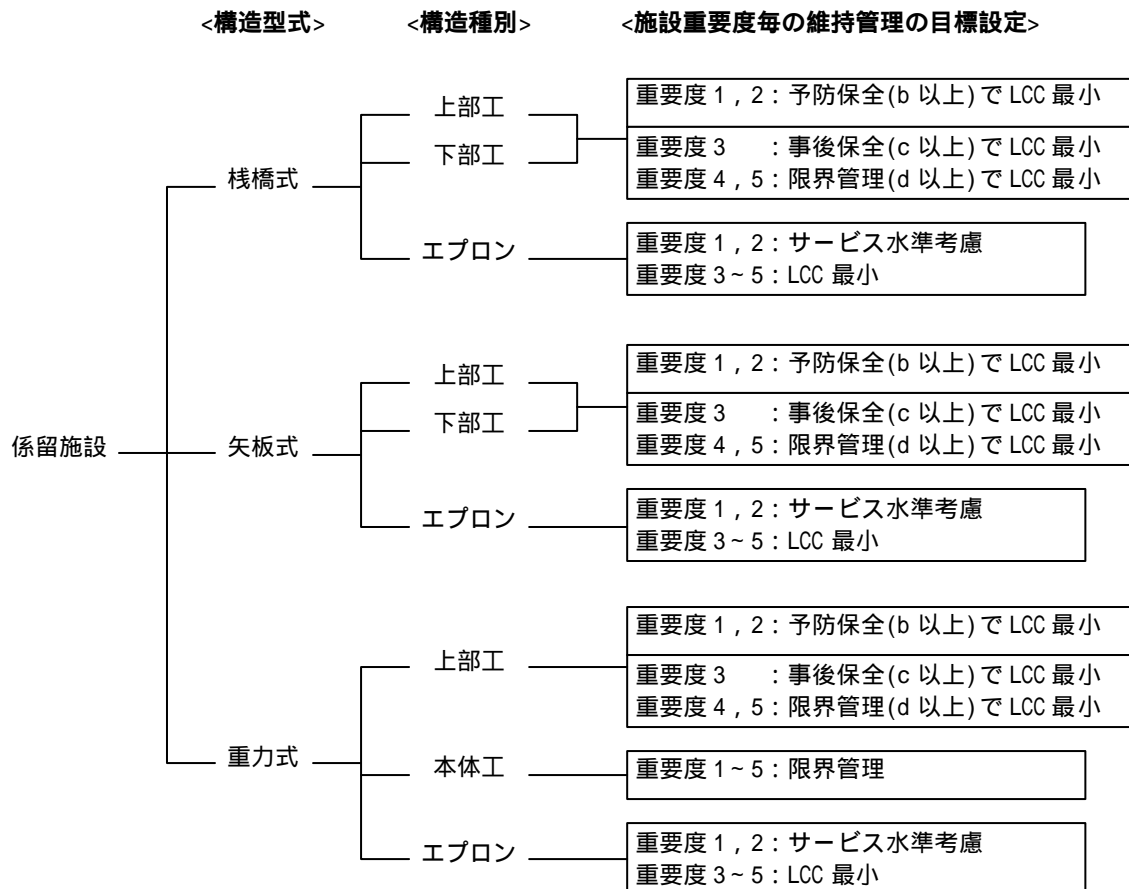 <構造型式> <構造種別> <施設重要度毎の維持管理の目標設定>
重要度 1 , 2 : 予防保全(b 以上)で LCC 最小
上部工
重要度 3 : 事後保全(c 以上)で LCC 最小
下部工
重要度 4 , 5 : 限界管理(d 以上)で LCC 最小
桟橋式
重要度 1 , 2 : サービス水準考慮
エプロン
重要度 3 ~ 5 : LCC 最小
重要度 1 , 2 : 予防保全(b 以上)で LCC 最小
上部工
重要度 3 : 事後保全(c 以上)で LCC 最小
下部工
重要度 4 , 5 : 限界管理(d 以上)で LCC 最小
係留施設
矢板式
重要度 1 , 2 : サービス水準考慮
エプロン
重要度 3 ~ 5 : LCC 最小
重要度 1 , 2 : 予防保全(b 以上)で LCC 最小
上部工
重要度 3 : 事後保全(c 以上)で LCC 最小
重要度 4 , 5 : 限界管理(d 以上)で LCC 最小
重力式
本体工
重要度 1 ~ 5 : 限界管理
重要度 1 , 2 : サービス水準考慮
エプロン
重要度 3 ~ 5 : LCC 最小